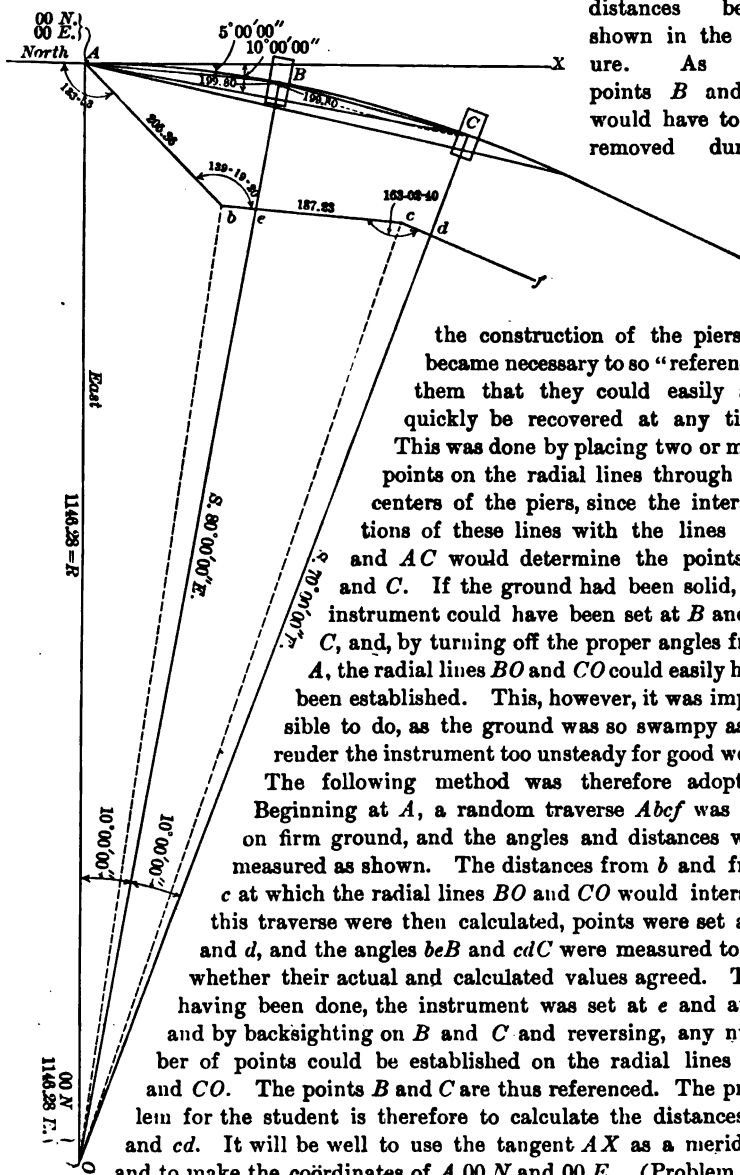 00 N.}
00 E.}
North
A
5°00′00″
10°00′00″
B
X
199.80
199.80
C
205.36
139-19-20
b
e
187.23
163-02-40
c
d
f
East
1146.28 = R
S. 80°00′00″E.
S. 70°00′00″E.
10°00′00″
10°00′00″
00 N
1146.28 E.
O
distances be
shown in the
ure. As
points B and
would have to
removed du
the construction of the piers
became necessary to so “referen
them that they could easily
quickly be recovered at any ti
This was done by placing two or m
points on the radial lines through
centers of the piers, since the inter
tions of these lines with the lines
and AC would determine the points
and C. If the ground had been solid,
instrument could have been set at B and
C, and, by turning off the proper angles f
A, the radial lines BO and CO could easily h
been established. This, however, it was imp
sible to do, as the ground was so swampy as
render the instrument too unsteady for good w
The following method was therefore adopt
Beginning at A, a random traverse Abcf was
on firm ground, and the angles and distances w
measured as shown. The distances from b and f
c at which the radial lines BO and CO would inter
this traverse were then calculated, points were set
and d, and the angles beB and cdC were measured to
whether their actual and calculated values agreed. T
having been done, the instrument was set at e and a
and by backsighting on B and C and reversing, any n
ber of points could be established on the radial lines
and CO. The points B and C are thus referenced. The pr
lem for the student is therefore to calculate the distances
and cd. It will be well to use the tangent AX as a merid
and to make the coördinates of A 00 N and 00 E. (Problem